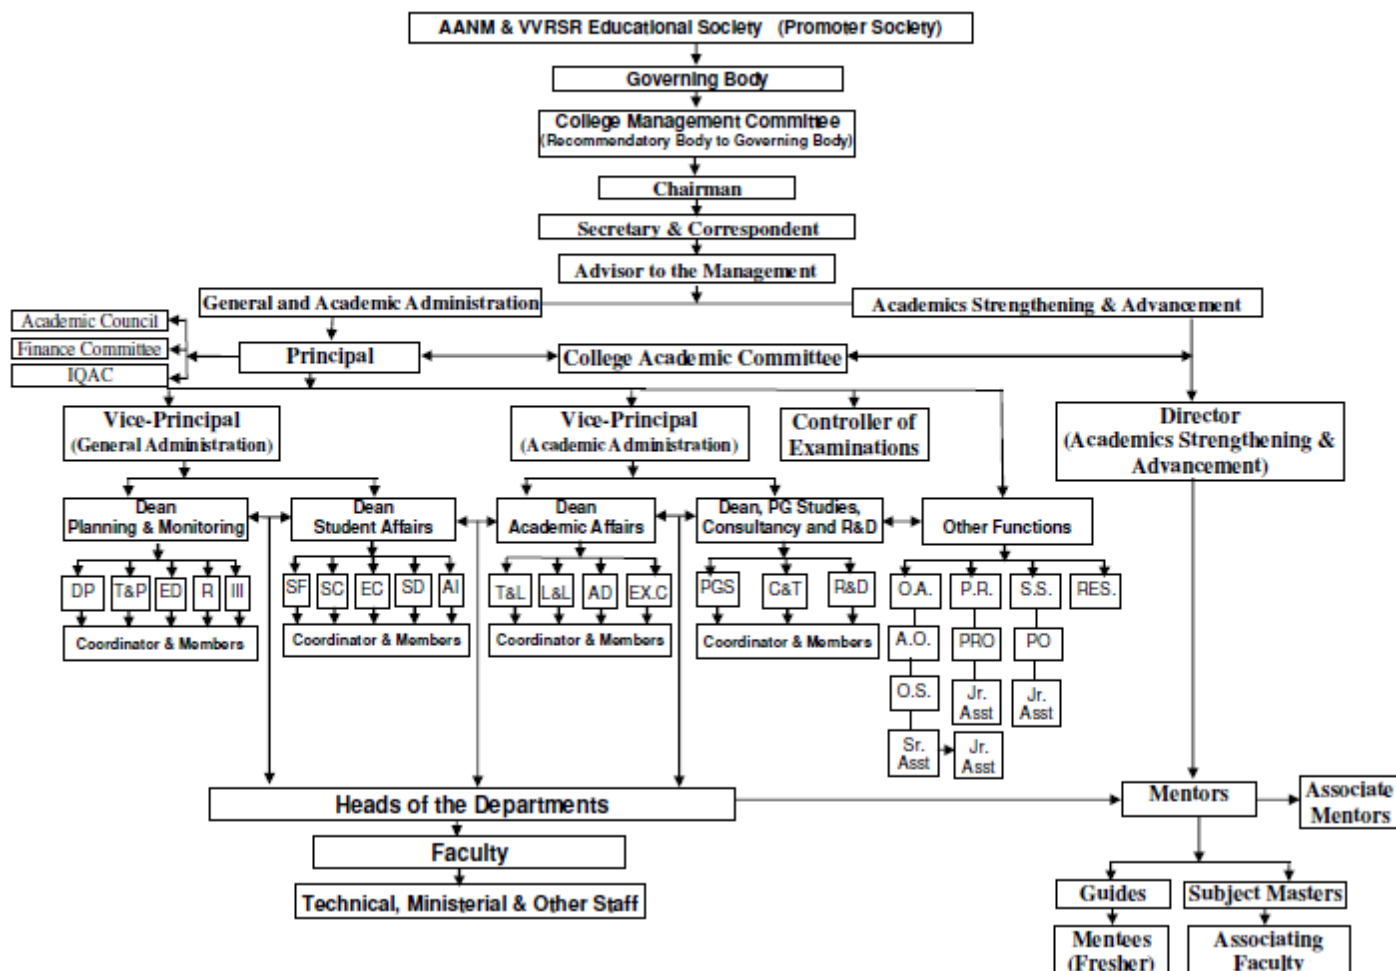 AANM & VVRSR Educational Society (Promoter Society)
Governing Body
College Management Committee
(Recommendatory Body to Governing Body)
Chairman
Secretary & Correspondent
Advisor to the Management
General and Academic Administration
Academics Strengthening & Advancement
Academic Council
Finance Committee
IQAC
Principal
College Academic Committee
Vice-Principal
(General Administration)
Vice-Principal
(Academic Administration)
Controller of
Examinations
Director
(Academics Strengthening &
Advancement)
Dean
Planning & Monitoring
Dean
Student Affairs
Dean
Academic Affairs
Dean, PG Studies,
Consultancy and R&D
Other Functions
DP
T&P
ED
R
III
SF
SC
EC
SD
AI
T&L
L&L
AD
EX.C
PGS
C&T
R&D
O.A.
P.R.
S.S.
RES.
Coordinator & Members
Coordinator & Members
Coordinator & Members
Coordinator & Members
A.O.
PRO
PO
O.S.
Jr.
Asst
Jr.
Asst
Sr.
Asst
Jr.
Asst
Heads of the Departments
Mentors
Associate
Mentors
Faculty
Technical, Ministerial & Other Staff
Guides
Subject Masters
Mentees
(Fresher)
Associating
Faculty